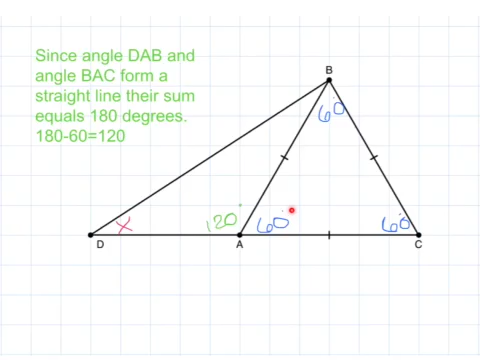 Since angle DAB and
angle BAC form a
straight line their sum
equals 180 degrees.
180-60=120
B
60°
x
120°
60°
60°
D
A
C